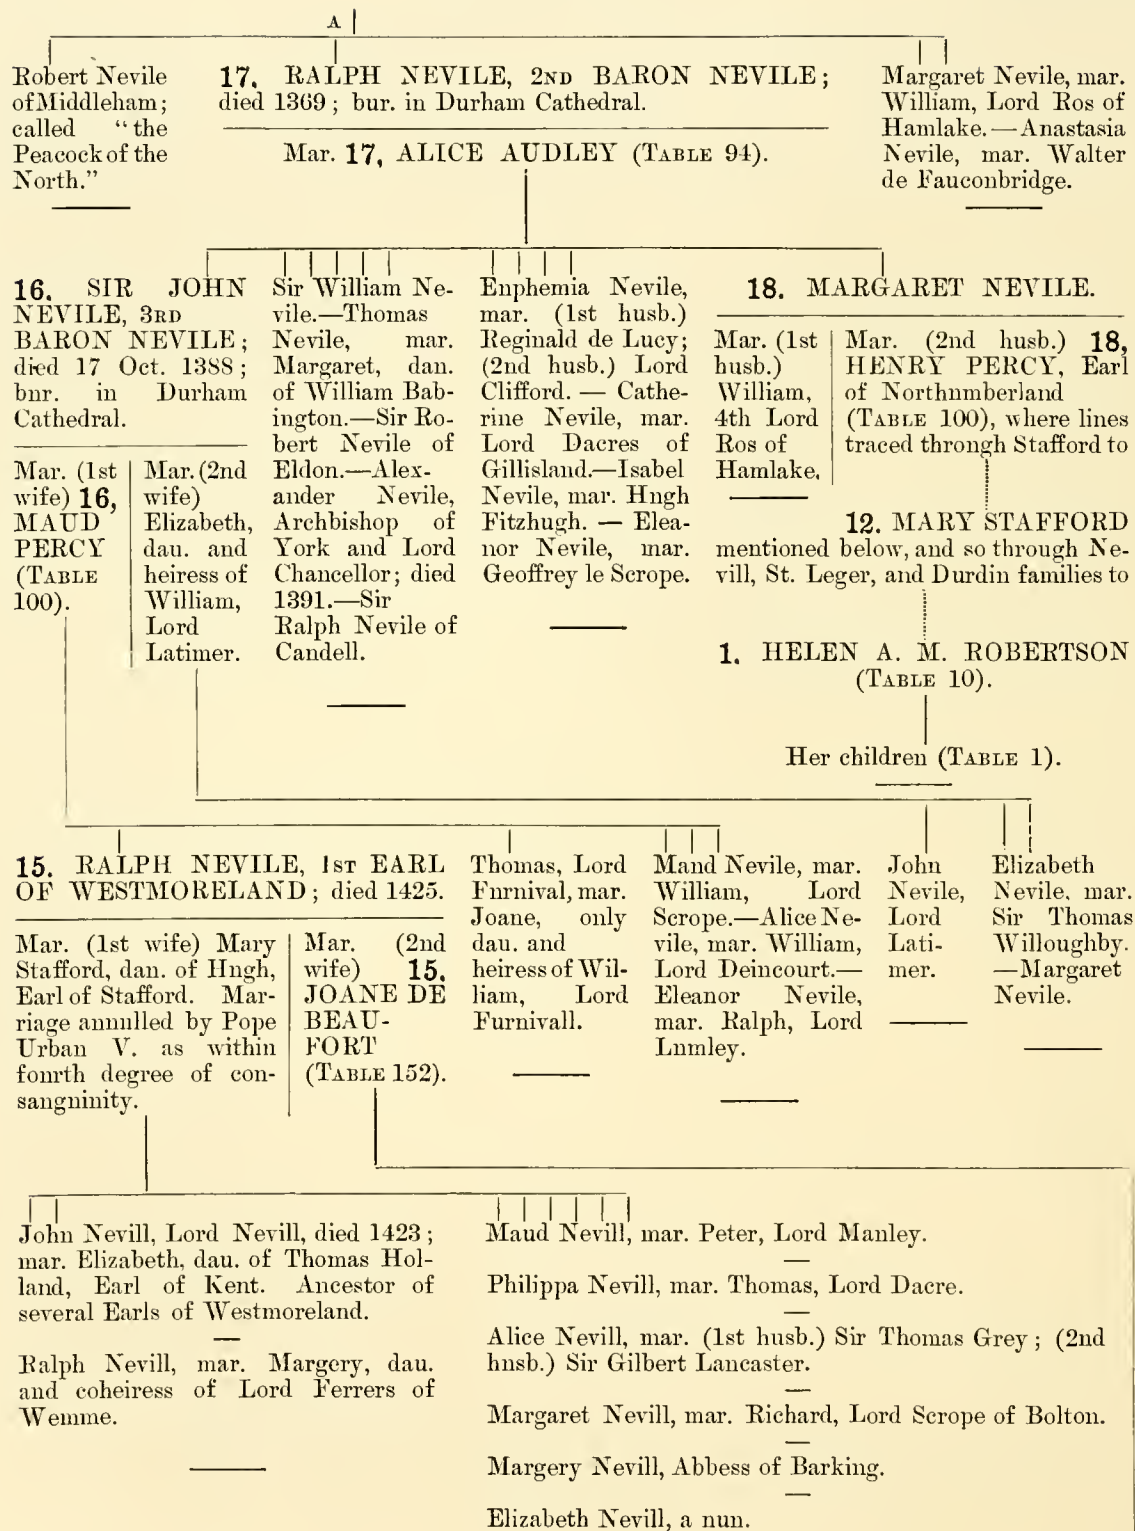 A
Robert Nevile
of Middleham;
called "the
Peacock of the
North."
17. RALPH NEVILE, 2ND BARON NEVILE;
died 1369; bur. in Durham Cathedral.
Mar. 17, ALICE AUDLEY (TABLE 94).
Margaret Nevile, mar.
William, Lord Ros of
Hamlake.—Anastasia
Nevile, mar. Walter
de Fauconbridge.
16. SIR JOHN
NEVILE, 3RD
BARON NEVILE;
died 17 Oct. 1388;
bur. in Durham
Cathedral.
Mar. (1st
wife) 16,
MAUD
PERCY
(TABLE
100).
Mar. (2nd
wife)
Elizabeth,
dau. and
heiress of
William,
Lord
Latimer.
Sir William Ne-
vile.—Thomas
Nevile, mar.
Margaret, dau.
of William Bab-
ington.—Sir Ro-
bert Nevile of
Eldon.—Alex-
ander Nevile,
Archbishop of
York and Lord
Chancellor; died
1391.—Sir
Ralph Nevile of
Candell.
Euphemia Nevile,
mar. (1st husb.)
Reginald de Lucy;
(2nd husb.) Lord
Clifford. — Cathe-
rine Nevile, mar.
Lord Dacres of
Gillisland.—Isabel
Nevile, mar. Hugh
Fitzhugh. — Elea-
nor Nevile, mar.
Geoffrey le Scrope.
18. MARGARET NEVILE.
Mar. (1st
husb.)
William,
4th Lord
Ros of
Hamlake.
Mar. (2nd husb.) 18,
HENRY PERCY, Earl
of Northumberland
(TABLE 100), where lines
traced through Stafford to
12. MARY STAFFORD
mentioned below, and so through Ne-
vill, St. Leger, and Durdin families to
1. HELEN A. M. ROBERTSON
(TABLE 10).
Her children (TABLE 1).
15. RALPH NEVILE, 1ST EARL
OF WESTMORELAND; died 1425.
Mar. (1st wife) Mary
Stafford, dau. of Hugh,
Earl of Stafford. Mar-
riage annulled by Pope
Urban V. as within
fourth degree of con-
sanguinity.
Mar. (2nd
wife) 15.
JOANE DE
BEAU-
FORT
(TABLE 152).
Thomas, Lord
Furnival, mar.
Joane, only
dau. and
heiress of Wil-
liam, Lord
Furnivall.
Maud Nevile, mar.
William, Lord
Scrope.—Alice Ne-
vile, mar. William,
Lord Deincourt.—
Eleanor Nevile,
mar. Ralph, Lord
Lumley.
John
Nevile,
Lord
Lati-
mer.
Elizabeth
Nevile, mar.
Sir Thomas
Willoughby.
—Margaret
Nevile.
John Nevill, Lord Nevill, died 1423;
mar. Elizabeth, dau. of Thomas Hol-
land, Earl of Kent. Ancestor of
several Earls of Westmoreland.
—
Ralph Nevill, mar. Margery, dau.
and coheiress of Lord Ferrers of
Wemme.
Maud Nevill, mar. Peter, Lord Manley.
—
Philippa Nevill, mar. Thomas, Lord Dacre.
—
Alice Nevill, mar. (1st husb.) Sir Thomas Grey; (2nd
husb.) Sir Gilbert Lancaster.
—
Margaret Nevill, mar. Richard, Lord Scrope of Bolton.
—
Margery Nevill, Abbess of Barking.
—
Elizabeth Nevill, a nun.